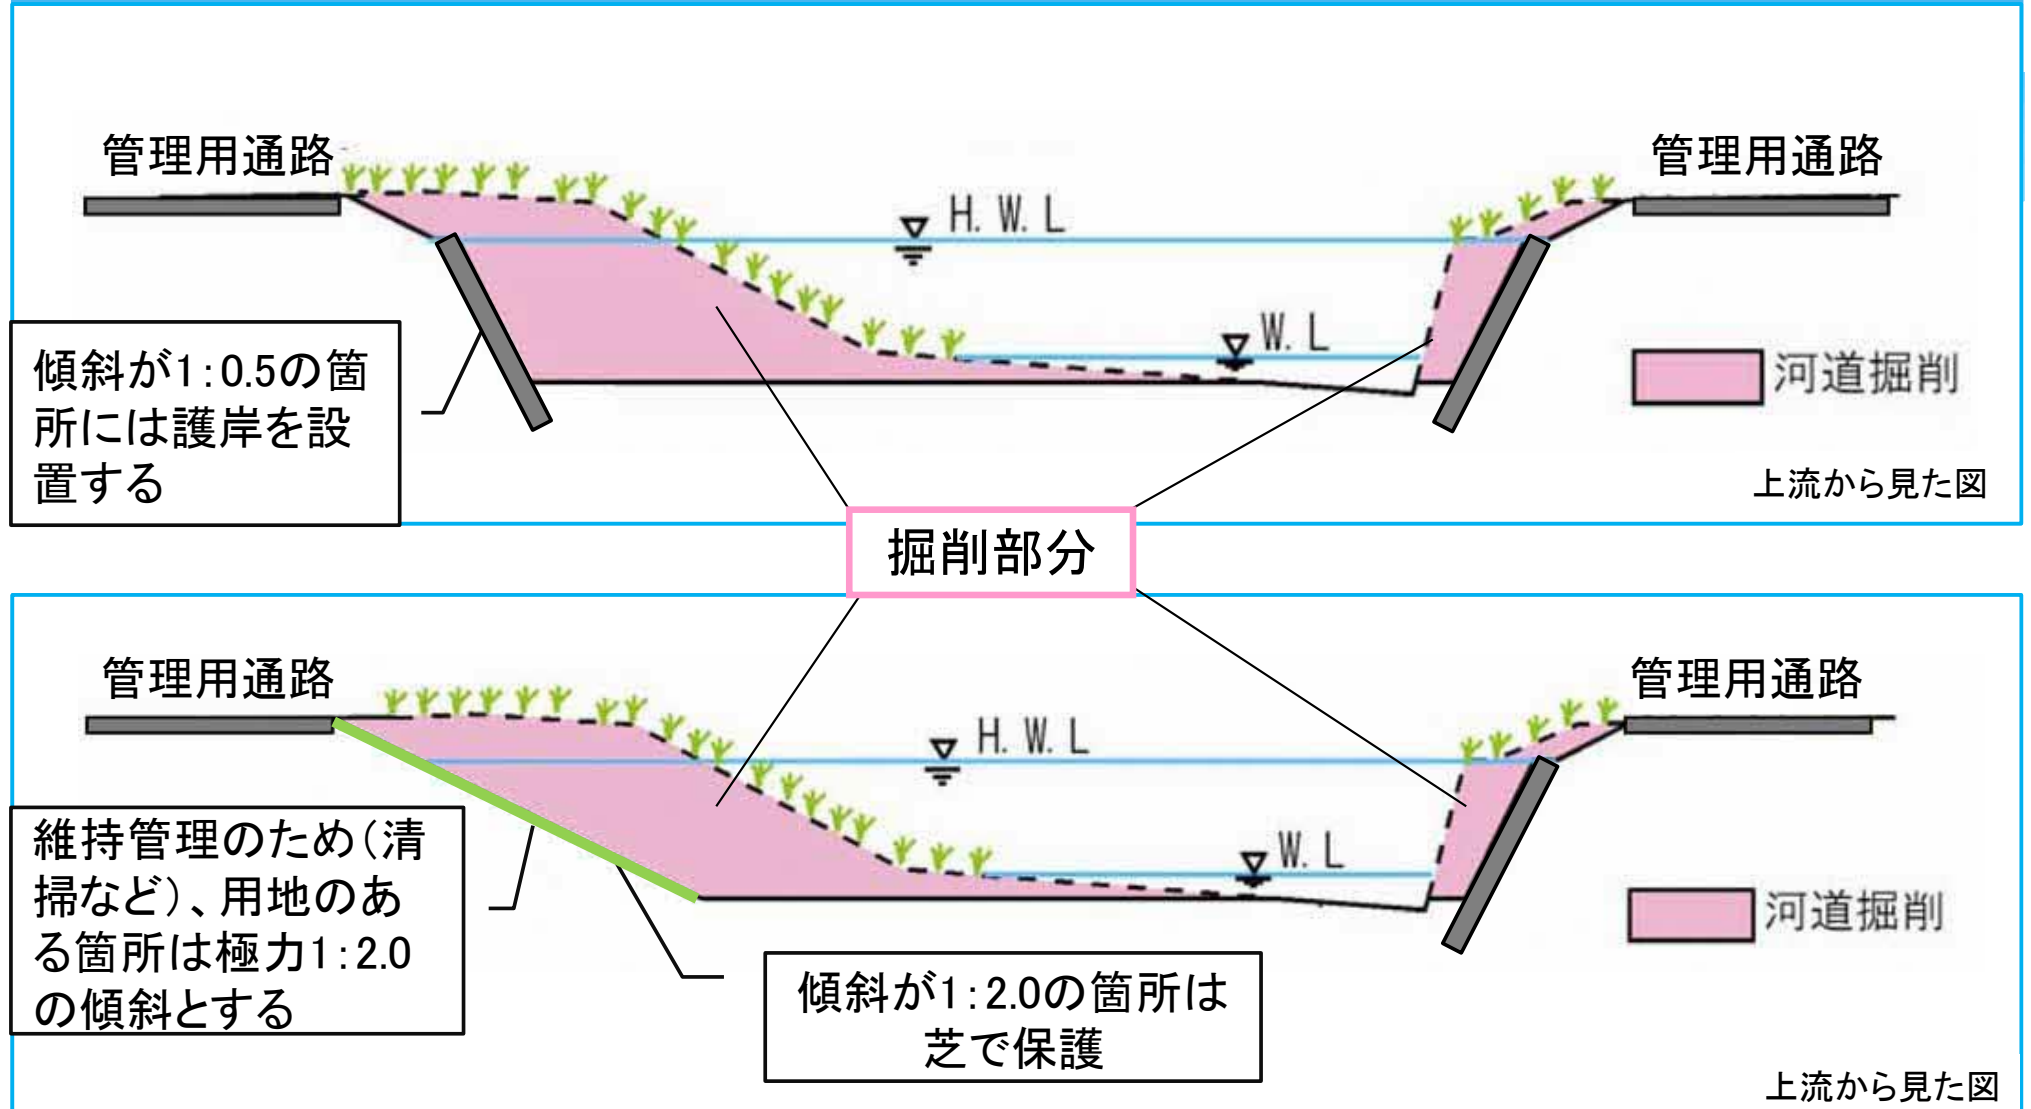 管理用通路
管理用通路
H. W. L
W. L
傾斜が1:0.5の箇
所には護岸を設
置する
河道掘削
上流から見た図
掘削部分
管理用通路
管理用通路
H. W. L
W. L
維持管理のため(清
掃など)、用地のあ
る箇所は極力1:2.0
の傾斜とする
河道掘削
傾斜が1:2.0の箇所は
芝で保護
上流から見た図